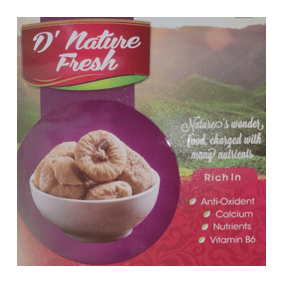 D' Nature
Fresh
Nature's wonder
food, charged with
many nutrients
Rich In
Anti-Oxident
Calcium
Nutrients
Vitamin B6